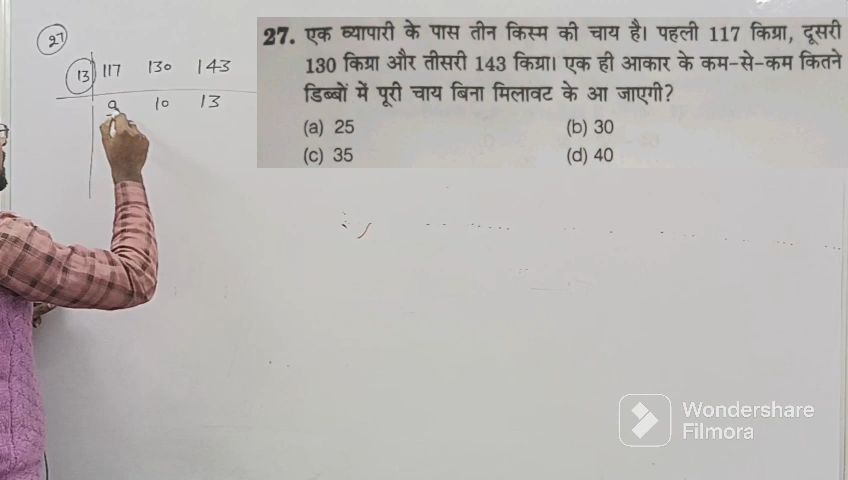 27
13 117 130 143
9 10 13
27. एक व्यापारी के पास तीन किस्म की चाय है। पहली 117 किग्रा, दूसरी
130 किग्रा और तीसरी 143 किग्रा। एक ही आकार के कम-से-कम कितने
डिब्बों में पूरी चाय बिना मिलावट के आ जाएगी?
(a) 25 (b) 30
(c) 35 (d) 40
Wondershare
Filmora